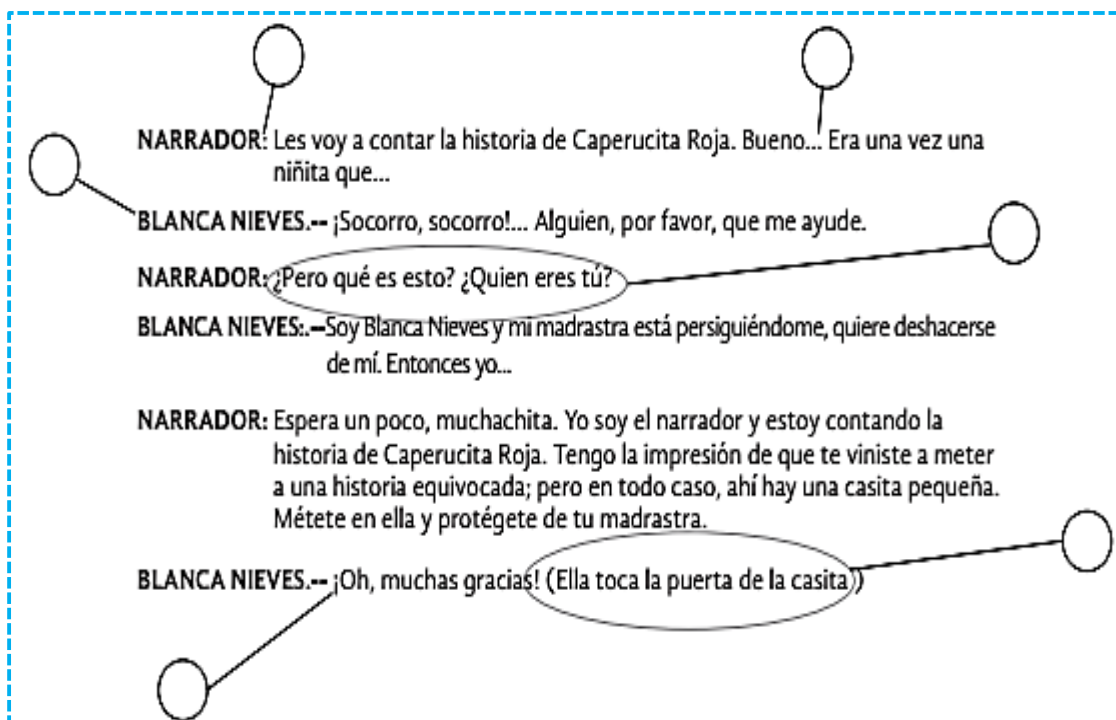 NARRADOR: Les voy a contar la historia de Caperucita Roja. Bueno... Era una vez una
niñita que...
BLANCA NIEVES.-- ¡Socorro, socorro!... Alguien, por favor, que me ayude.
NARRADOR: ¿Pero qué es esto? ¿Quien eres tú?
BLANCA NIEVES:.--Soy Blanca Nieves y mi madrastra está persiguiéndome, quiere deshacerse
de mí. Entonces yo...
NARRADOR: Espera un poco, muchachita. Yo soy el narrador y estoy contando la
historia de Caperucita Roja. Tengo la impresión de que te viniste a meter
a una historia equivocada; pero en todo caso, ahí hay una casita pequeña.
Métete en ella y protégete de tu madrastra.
BLANCA NIEVES.-- ¡Oh, muchas gracias! (Ella toca la puerta de la casita)